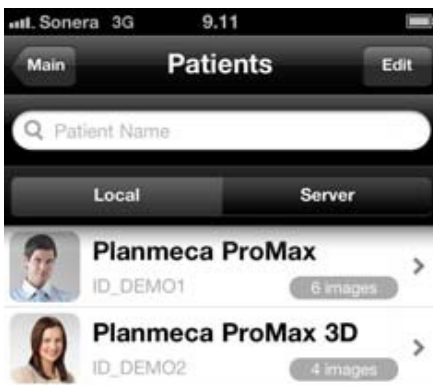 Sonera 3G 9.11
Main Patients Edit
Patient Name
Local Server
Planmeca ProMax
ID_DEMO1 6 images
Planmeca ProMax 3D
ID_DEMO2 4 images